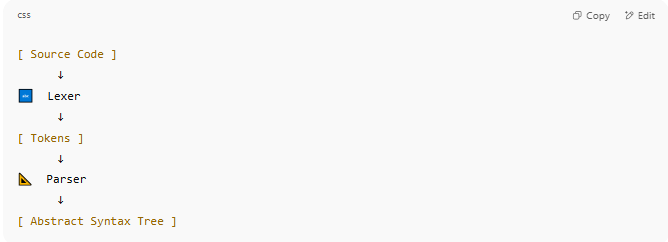 css
Copy
Edit
[ Source Code ]
↓
🔤 Lexer
↓
[ Tokens ]
↓
📐 Parser
↓
[ Abstract Syntax Tree ]